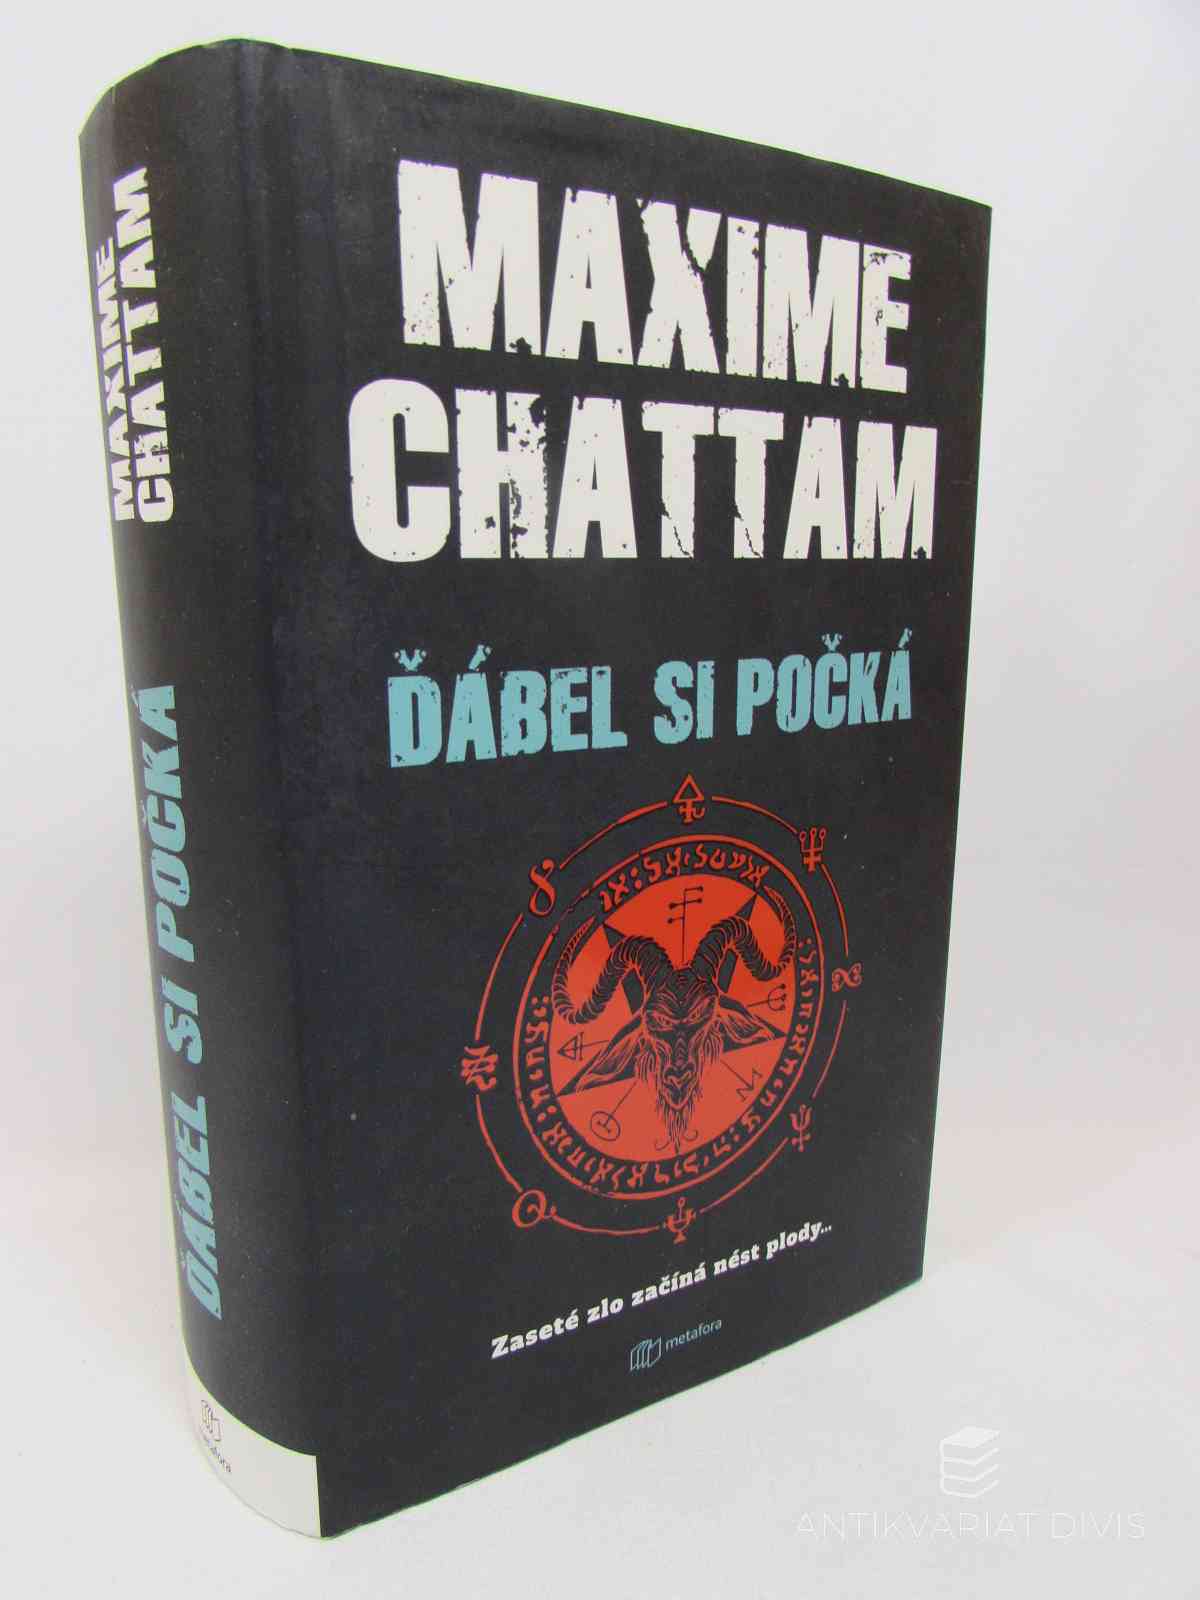 MAXIME
CHATTAM
ĎÁBEL SI POČKÁ
MAXIME
CHATTAM
ĎÁBEL SI POČKÁ
Zaseté zlo začíná nést plody...
metafora
metafora
ANTIKVARIAT DIVIS